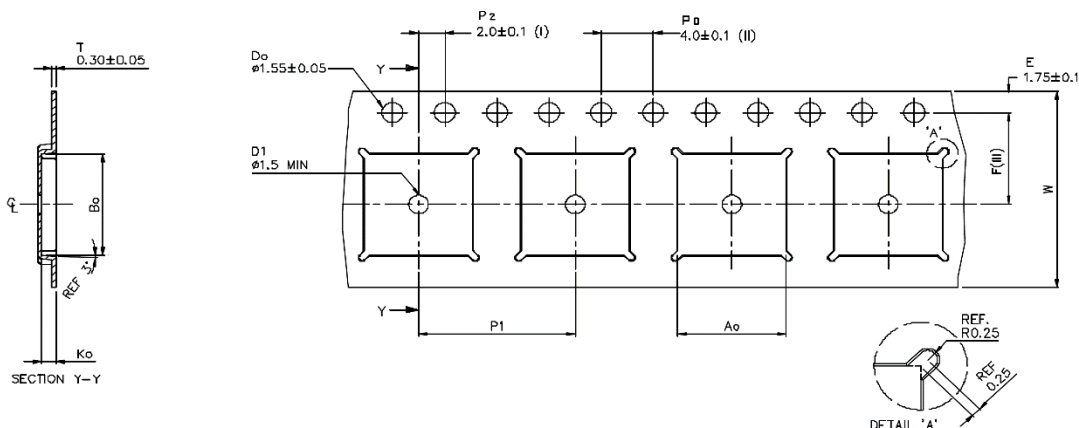 T
0.30±0.05
Bo
REF 3°
Ko
SECTION Y-Y
P2
2.0±0.1 (I)
Po
4.0±0.1 (II)
Do
ø1.55±0.05
Y
E
1.75±0.1
'A'
D1
ø1.5 MIN
F(III)
W
Y
P1
Ao
REF.
R0.25
REF
0.25
DETAIL 'A'